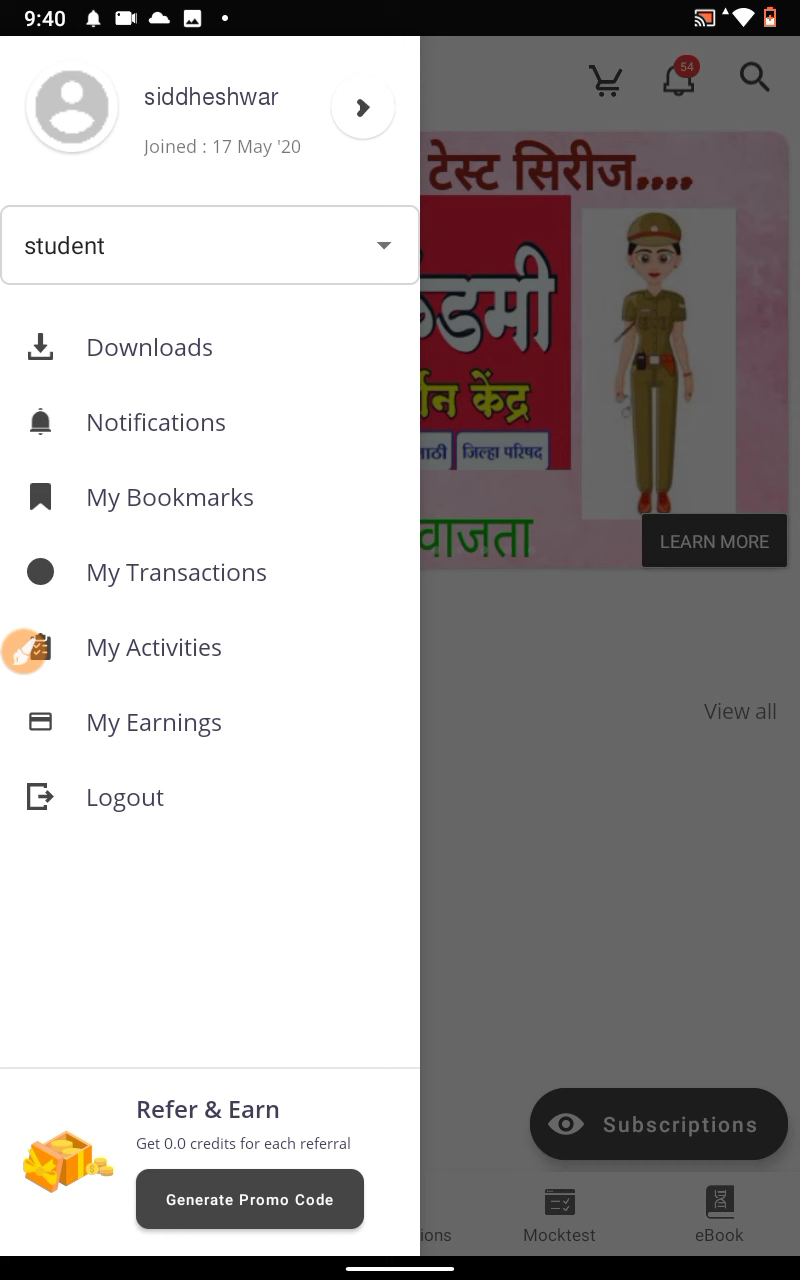 9:40
siddheshwar
Joined : 17 May '20
54
student
टेस्ट सिरीज....
केंद्र
जिल्हा परिषद
LEARN MORE
Downloads
Notifications
My Bookmarks
My Transactions
My Activities
My Earnings
Logout
View all
Refer & Earn
Get 0.0 credits for each referral
Generate Promo Code
Subscriptions
Mocktest
eBook